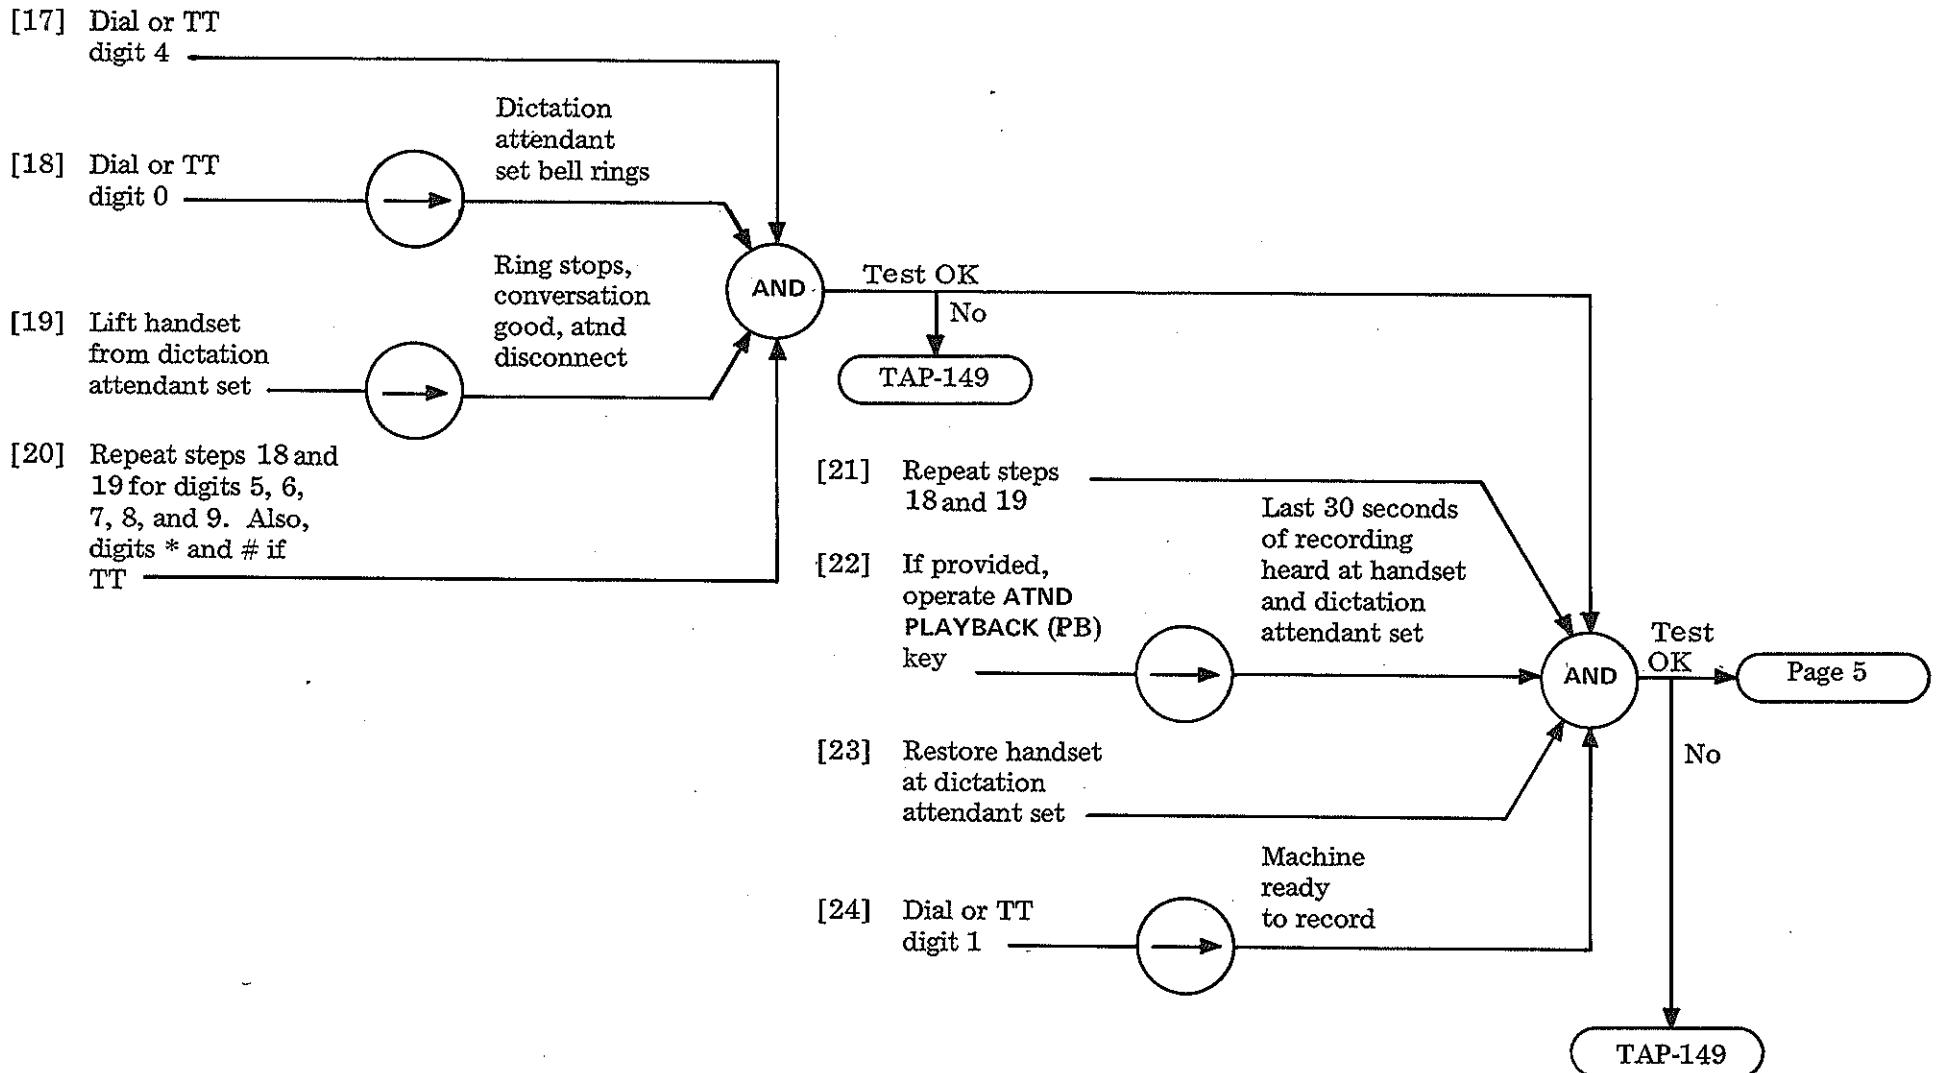 [17] Dial or TT
digit 4
Dictation
attendant
set bell rings
[18] Dial or TT
digit 0
Ring stops,
conversation
good, atnd
disconnect
[19] Lift handset
from dictation
attendant set
AND
Test OK
No
TAP-149
[20] Repeat steps 18 and
19 for digits 5, 6,
7, 8, and 9. Also,
digits * and # if
TT
[21] Repeat steps
18 and 19
Last 30 seconds
of recording
heard at handset
and dictation
attendant set
[22] If provided,
operate ATND
PLAYBACK (PB)
key
AND
Test
OK
Page 5
No
[23] Restore handset
at dictation
attendant set
Machine
ready
to record
[24] Dial or TT
digit 1
TAP-149